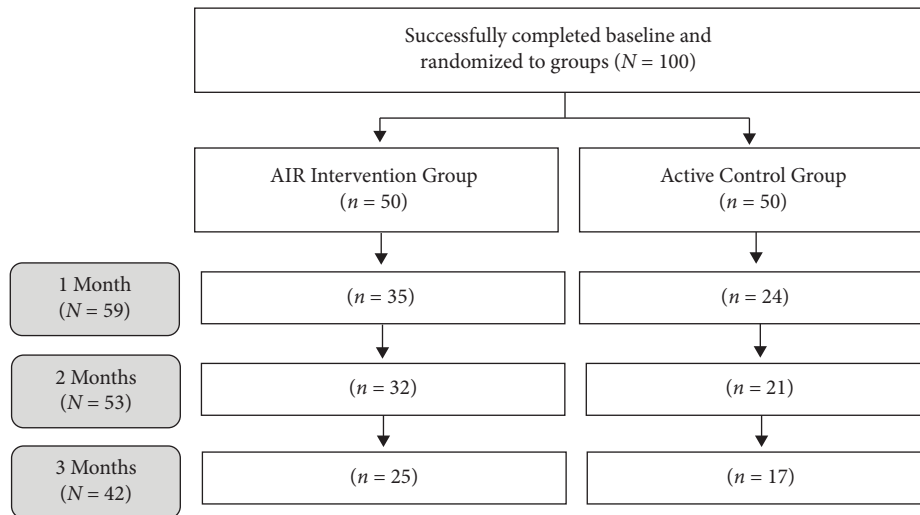 Successfully completed baseline and
randomized to groups (N = 100)
AIR Intervention Group
(n = 50)
Active Control Group
(n = 50)
1 Month
(N = 59)
(n = 35)
(n = 24)
2 Months
(N = 53)
(n = 32)
(n = 21)
3 Months
(N = 42)
(n = 25)
(n = 17)